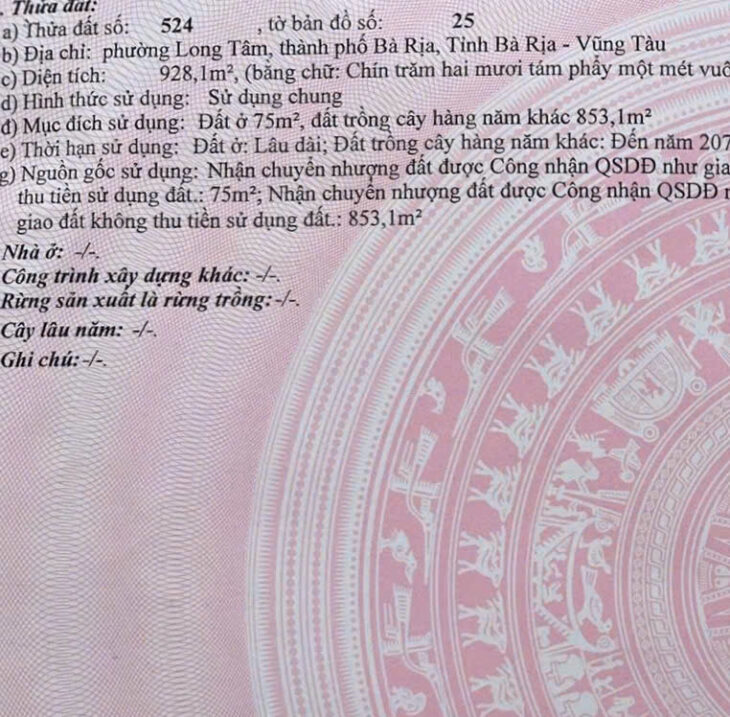 . Thửa đất:
a) Thửa đất số: 524 , tờ bản đồ số: 25
b) Địa chỉ: phường Long Tâm, thành phố Bà Rịa, Tỉnh Bà Rịa - Vũng Tàu
c) Diện tích: 928,1m², (bằng chữ: Chín trăm hai mươi tám phẩy một mét vuô
d) Hình thức sử dụng: Sử dụng chung
đ) Mục đích sử dụng: Đất ở 75m², đất trồng cây hàng năm khác 853,1m²
e) Thời hạn sử dụng: Đất ở: Lâu dài; Đất trồng cây hàng năm khác: Đến năm 207
g) Nguồn gốc sử dụng: Nhận chuyển nhượng đất được Công nhận QSDĐ như gia
thu tiền sử dụng đất.: 75m²; Nhận chuyển nhượng đất được Công nhận QSDĐ
giao đất không thu tiền sử dụng đất.: 853,1m²
Nhà ở: -/-.
Công trình xây dựng khác: -/-.
Rừng sản xuất là rừng trồng: -/-.
Cây lâu năm: -/-.
Ghi chú: -/-.